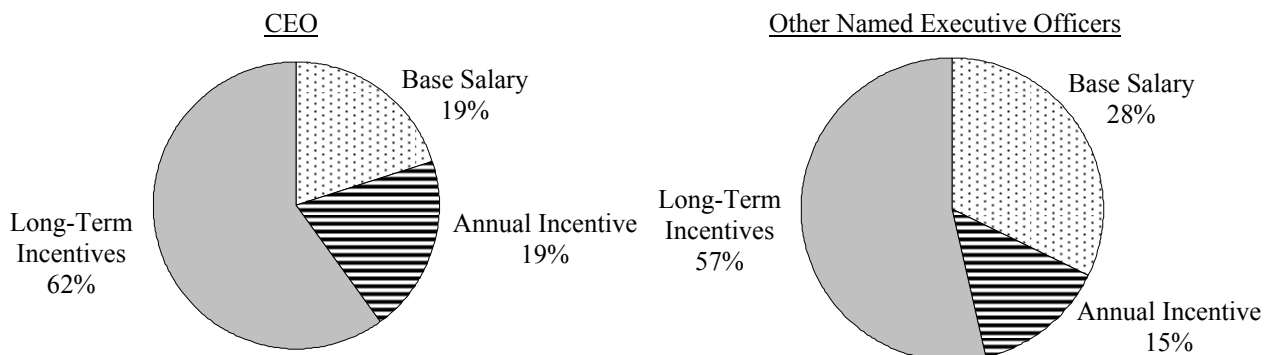 CEO
Base Salary
19%
Annual Incentive
19%
Long-Term
Incentives
62%
Other Named Executive Officers
Base Salary
28%
Annual Incentive
15%
Long-Term
Incentives
57%